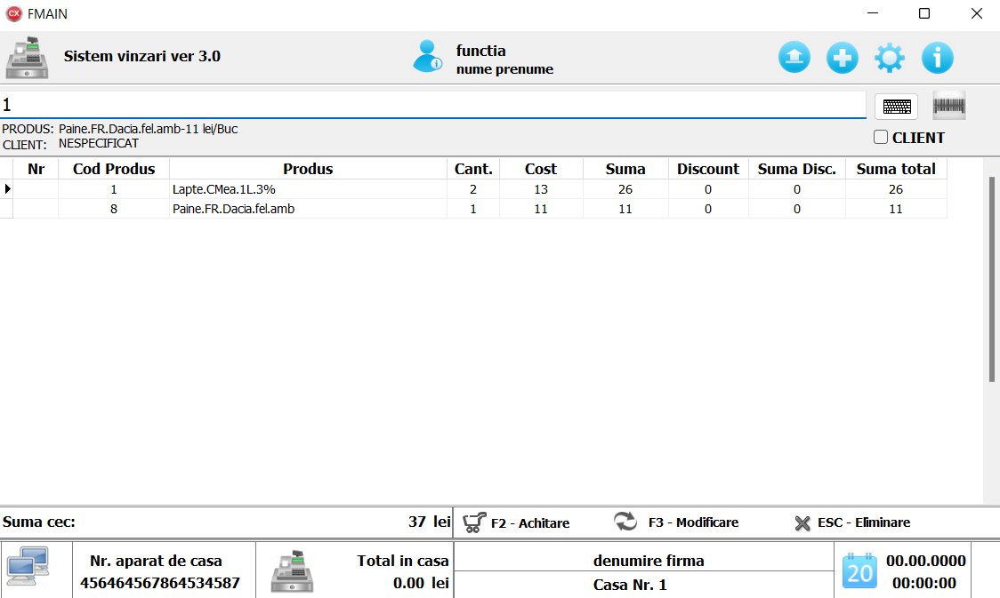 CX FMAIN
Sistem vinzari ver 3.0
functia
nume prenume
1
PRODUS: Paine.FR.Dacia.fel.amb-11 lei/Buc
CLIENT: NESPECIFICAT
CLIENT
Nr Cod Produs Produs Cant. Cost Suma Discount Suma Disc. Suma total
1 Lapte.CMea.1L.3% 2 13 26 0 0 26
8 Paine.FR.Dacia.fel.amb 1 11 11 0 0 11
Suma cec: 37 lei
F2 - Achitare F3 - Modificare ESC - Eliminare
Nr. aparat de casa
456464567864534587
Total in casa
0.00 lei
denumire firma
Casa Nr. 1
20
00.00.0000
00:00:00